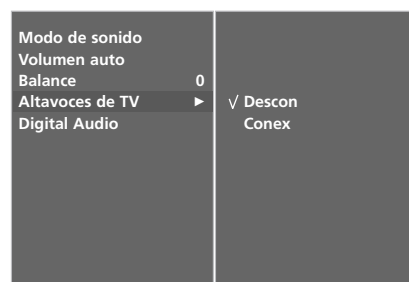 Modo de sonido
Volumen auto
Balance 0
Altavoces de TV ►
Digital Audio
√ Descon
Conex